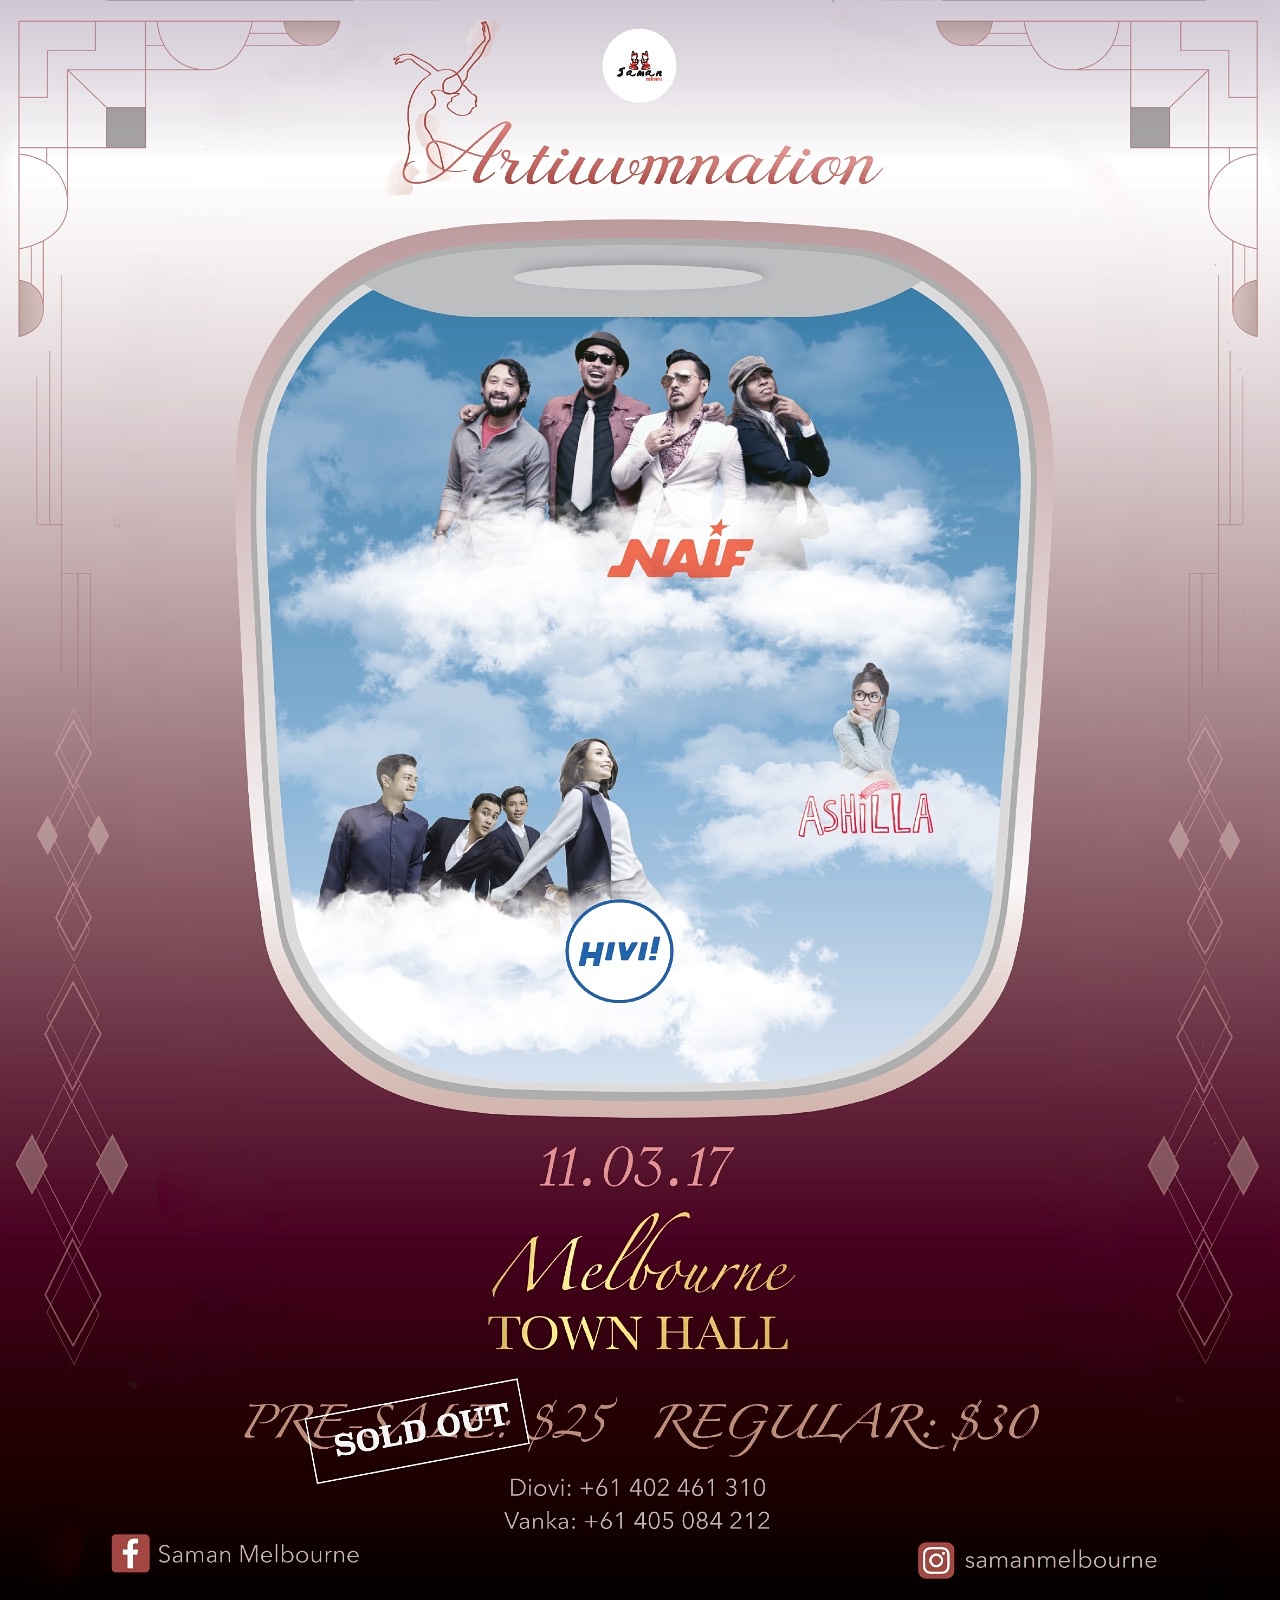 saman
Artiuvmnation
NAIF
ASHILLA
HIVI!
11.03.17
Melbourne
TOWN HALL
PRE-SALE: $25 REGULAR: $30
SOLD OUT
Diovi: +61 402 461 310
Vanka: +61 405 084 212
Saman Melbourne
samanmelbourne